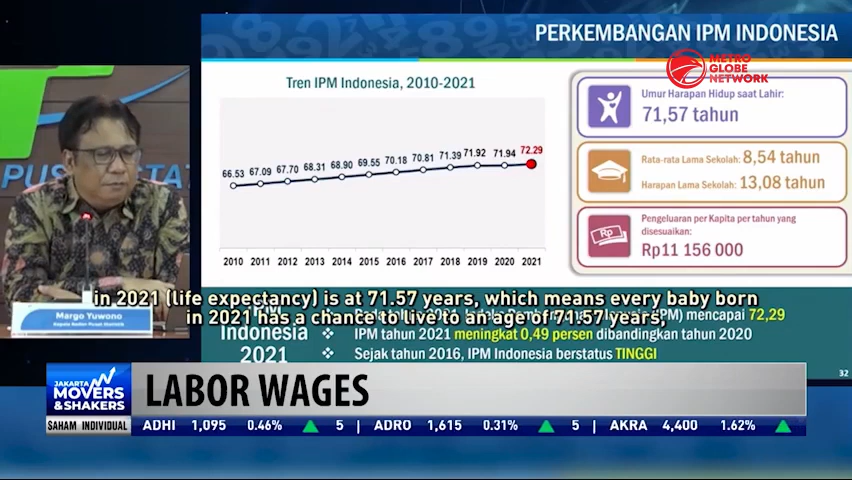 PERKEMBANGAN IPM INDONESIA
METRO
GLOBE
NETWORK
Tren IPM Indonesia, 2010-2021
66.53 67.09 67.70 68.31 68.90 69.55 70.18 70.81 71.39 71.92 71.94 72.29
2010 2011 2012 2013 2014 2015 2016 2017 2018 2019 2020 2021
Umur Harapan Hidup saat Lahir:
71,57 tahun
Rata-rata Lama Sekolah: 8,54 tahun
Harapan Lama Sekolah: 13,08 tahun
Rp
Pengeluaran per Kapita per tahun yang
disesuaikan:
Rp11 156 000
PUSAT STAT
Margo Yuwono
Kepala Badan Pusat Statistik
in 2021 (life expectancy) is at 71.57 years, which means every baby born
in 2021 has a chance to live to an age of 71.57 years,
(IPM) mencapai 72,29
Indonesia
2021
IPM tahun 2021 meningkat 0,49 persen dibandingkan tahun 2020
Sejak tahun 2016, IPM Indonesia berstatus TINGGI
32
JAKARTA
MOVERS
& SHAKERS
LABOR WAGES
SAHAM INDIVIDUAL
ADHI 1,095 0.46% 5 | ADRO 1,615 0.31% 5 | AKRA 4,400 1.62%